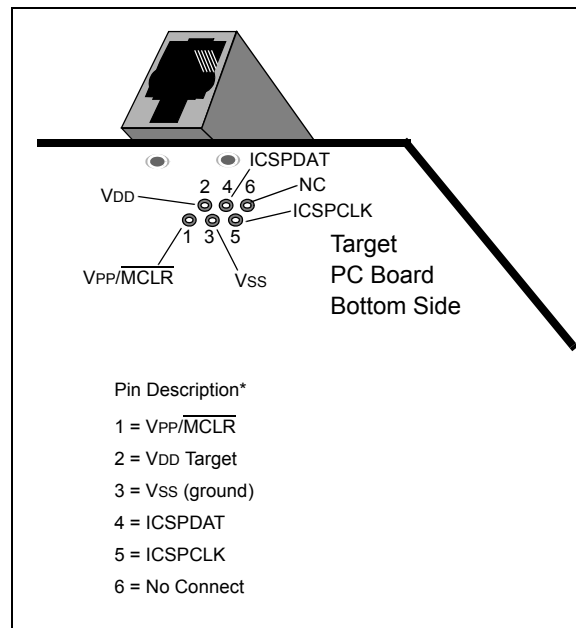 ICSPDAT
2 4 6 NC
VDD
ICSPCLK
1 3 5
Target
VPP/MCLR VSS
PC Board
Bottom Side
Pin Description*
1 = VPP/MCLR
2 = VDD Target
3 = VSS (ground)
4 = ICSPDAT
5 = ICSPCLK
6 = No Connect